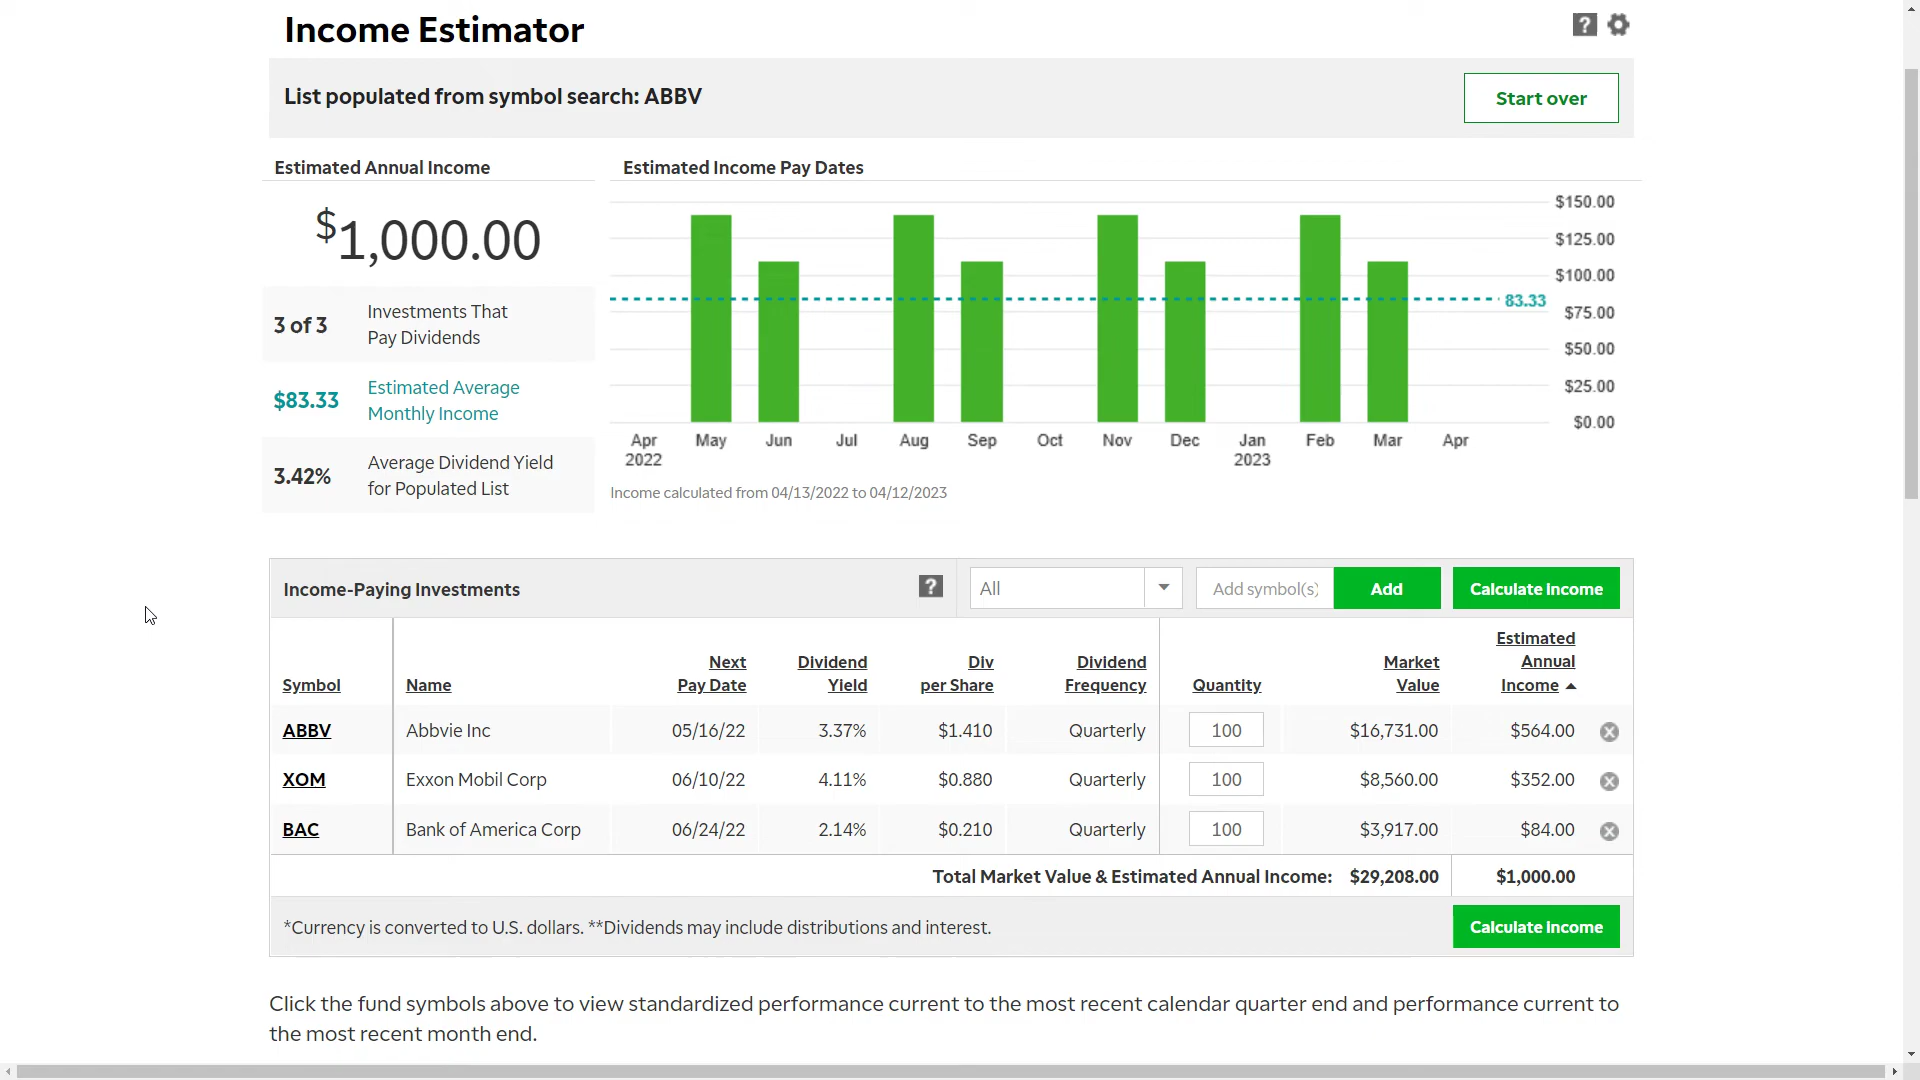 Income Estimator
?
List populated from symbol search: ABBV
Start over
Estimated Annual Income
$1,000.00
3 of 3
Investments That
Pay Dividends
$83.33
Estimated Average
Monthly Income
3.42%
Average Dividend Yield
for Populated List
Estimated Income Pay Dates
$150.00
$125.00
$100.00
83.33
$75.00
$50.00
$25.00
$0.00
Apr May Jun Jul Aug Sep Oct Nov Dec Jan Feb Mar Apr
2022 2023
Income calculated from 04/13/2022 to 04/12/2023
Income-Paying Investments
?
All
Add symbol(s)
Add
Calculate Income
Symbol
Name
Next
Pay Date
Dividend
Yield
Div
per Share
Dividend
Frequency
Quantity
Market
Value
Estimated
Annual
Income
ABBV Abbvie Inc 05/16/22 3.37% $1.410 Quarterly 100 $16,731.00 $564.00
XOM Exxon Mobil Corp 06/10/22 4.11% $0.880 Quarterly 100 $8,560.00 $352.00
BAC Bank of America Corp 06/24/22 2.14% $0.210 Quarterly 100 $3,917.00 $84.00
Total Market Value & Estimated Annual Income: $29,208.00 $1,000.00
*Currency is converted to U.S. dollars. **Dividends may include distributions and interest.
Calculate Income
Click the fund symbols above to view standardized performance current to the most recent calendar quarter end and performance current to
the most recent month end.